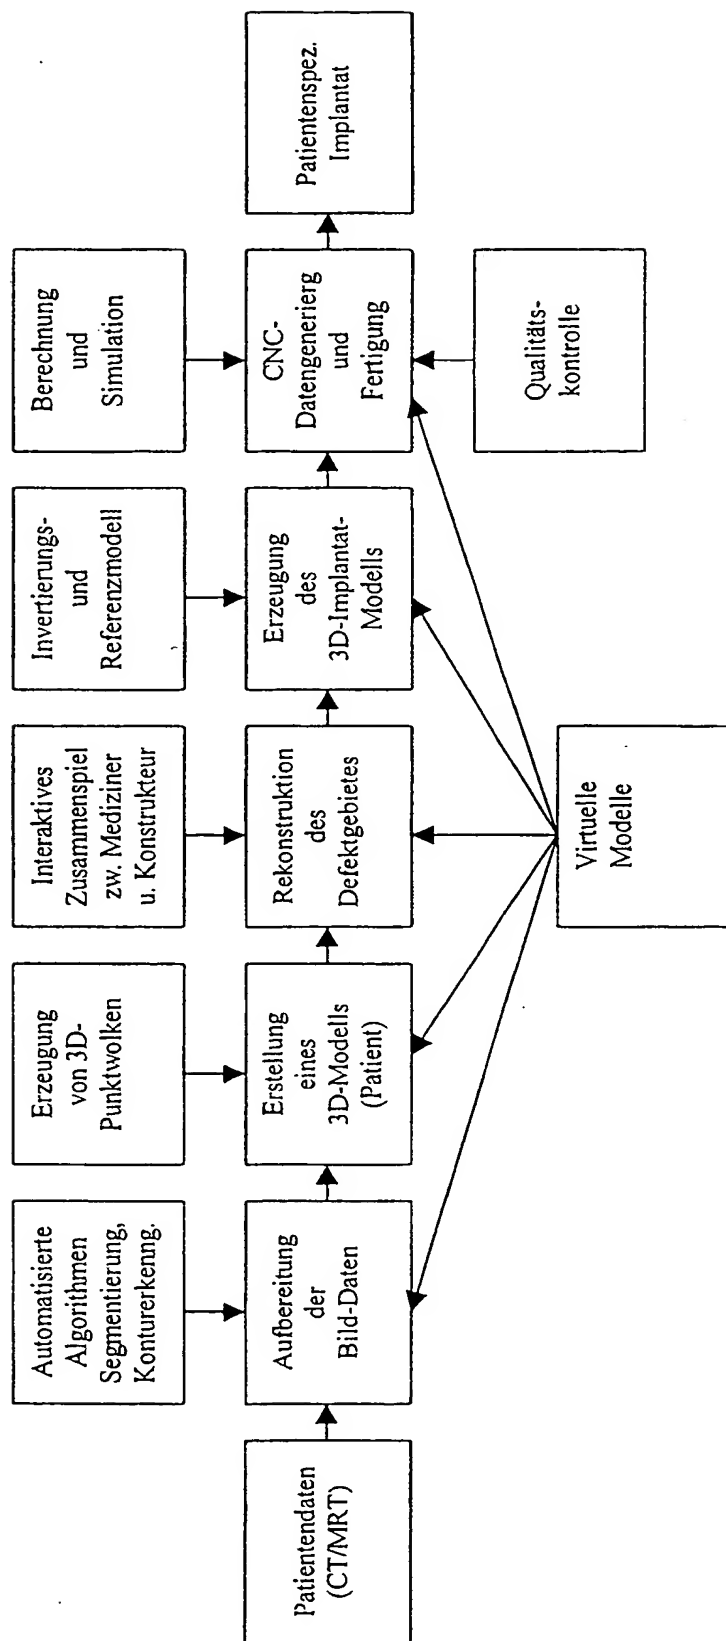 Automatisierte
Algorithmen
Segmentierung,
Konturerkenng.
Erzeugung
von 3D-
Punktwolken
Interaktives
Zusammenspiel
zw. Mediziner
u. Konstrukteur
Invertierungs-
und
Referenzmodell
Berechnung
und
Simulation
Patientendaten
(CT/MRT)
Aufbereitung
der
Bild-Daten
Erstellung
eines
3D-Modells
(Patient)
Rekonstruktion
des
Defektgebietes
Erzeugung
des
3D-Implantat-
Modells
CNC-
Datengenerierg
und
Fertigung
Patientenspez.
Implantat
Virtuelle
Modelle
Qualitäts-
kontrolle